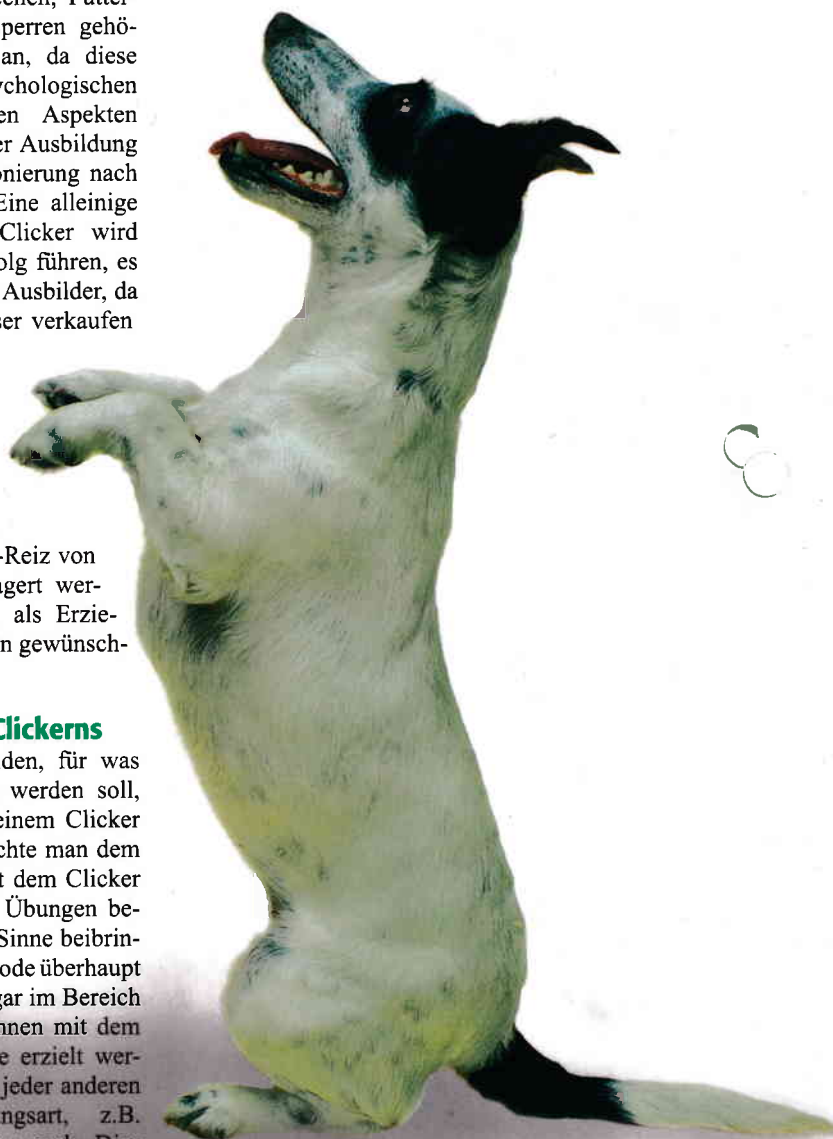 perren gehö-
an, da diese
ychologischen
en Aspekten
er Ausbildung
onierung nach
Eine alleinige
Clicker wird
olg führen, es
Ausbilder, da
ser verkaufen
-Reiz von
agert wer-
als Erzie-
n gewünsch-
Clickerns
den, für was
werden soll,
einem Clicker
chte man dem
t dem Clicker
Übungen be-
Sinne beibrin-
ode überhaupt
gar im Bereich
nnen mit dem
e erzielt wer-
jeder anderen
ngsart, z.B.